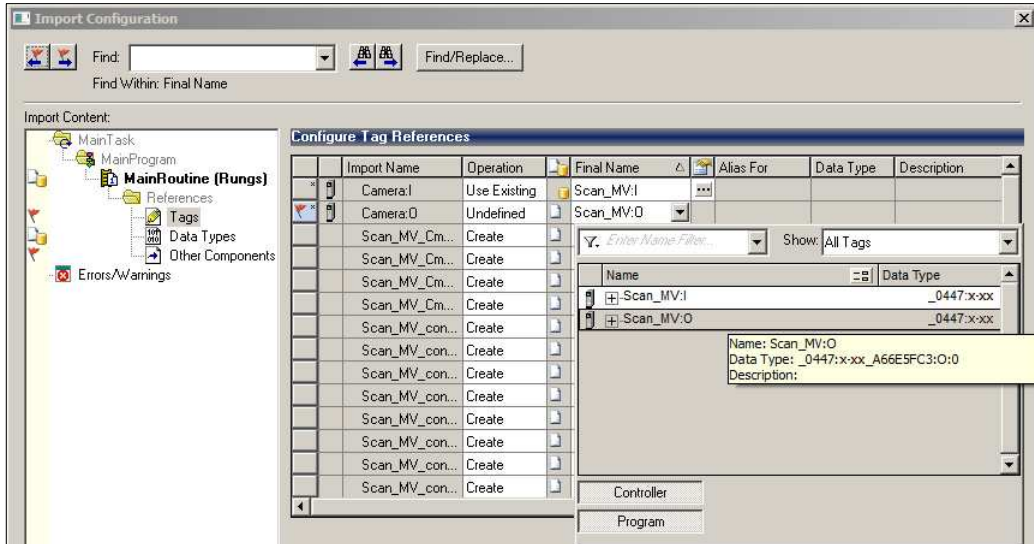 Import Configuration
Find:
Find/Replace...
Find Within: Final Name
Import Content:
MainTask
MainProgram
MainRoutine (Rungs)
References
Tags
Data Types
Other Components
Errors/Warnings
Configure Tag References
Import Name Operation Final Name Alias For Data Type Description
Camera:I Use Existing Scan_MV:I ...
Camera:O Undefined Scan_MV:O
Scan_MV_Cm... Create
Scan_MV_Cm... Create
Scan_MV_Cm... Create
Scan_MV_Cm... Create
Scan_MV_con... Create
Scan_MV_con... Create
Scan_MV_con... Create
Scan_MV_con... Create
Scan_MV_con... Create
Scan_MV_con... Create
Scan_MV_con... Create
Scan_MV_con... Create
Enter Name Filter... Show: All Tags
Name Data Type
Scan_MV:I _0447:x-xx
Scan_MV:O _0447:x-xx
Name: Scan_MV:O
Data Type: _0447:x-xx_A66E5FC3:O:0
Description:
Controller
Program